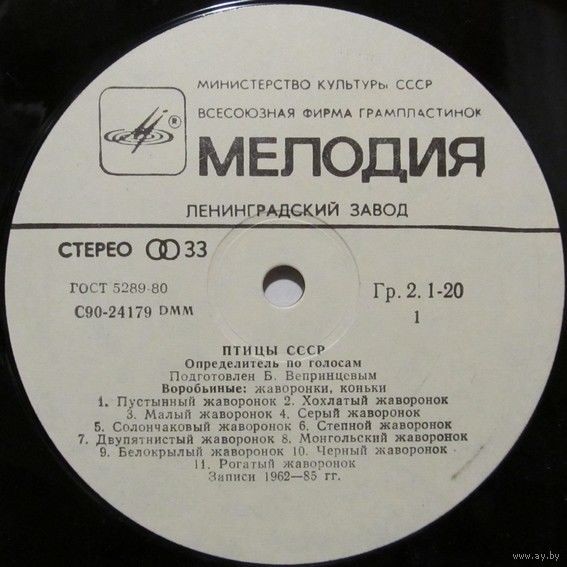 МИНИСТЕРСТВО КУЛЬТУРЫ СССР
ВСЕСОЮЗНАЯ ФИРМА ГРАМПЛАСТИНОК
®
МЕЛОДИЯ
ЛЕНИНГРАДСКИЙ ЗАВОД
СТЕРЕО 33
ГОСТ 5289-80
Гр. 2. 1-20
С90-24179 DMM
1
ПТИЦЫ СССР
Определитель по голосам
Подготовлен Б. Вепринцевым
Воробьиные: жаворонки, коньки
1. Пустынный жаворонок 2. Хохлатый жаворонок
3. Малый жаворонок 4. Серый жаворонок
5. Солончаковый жаворонок 6. Степной жаворонок
7. Двупятнистый жаворонок 8. Монгольский жаворонок
9. Белокрылый жаворонок 10. Черный жаворонок
11. Рогатый жаворонок
Записи 1962—85 гг.
www.ay.by